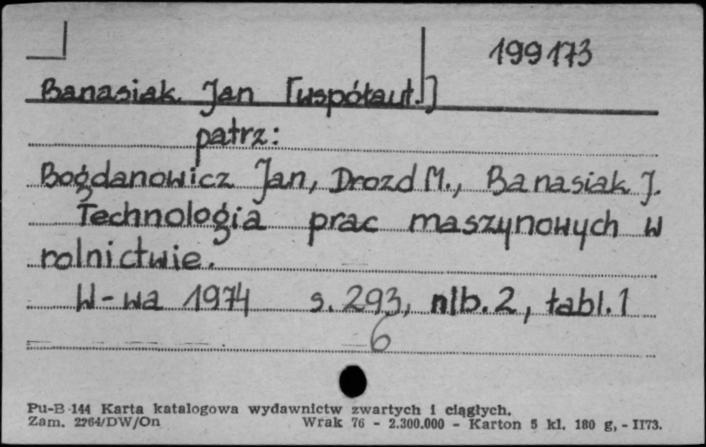 199173
Banasiak Jan [współaut.]
patrz:
Bogdanowicz Jan, Drozd M., Banasiak J.
Technologia prac maszynowych w
rolnictwie.
W-wa 1974 s. 293, nlb. 2, tabl. 1
6
Pu-B-144 Karta katalogowa wydawnictw zwartych i ciągłych.
Zam. 2264/DW/On Wrak 76 - 2.300.000 - Karton 5 kl. 180 g, - II73.